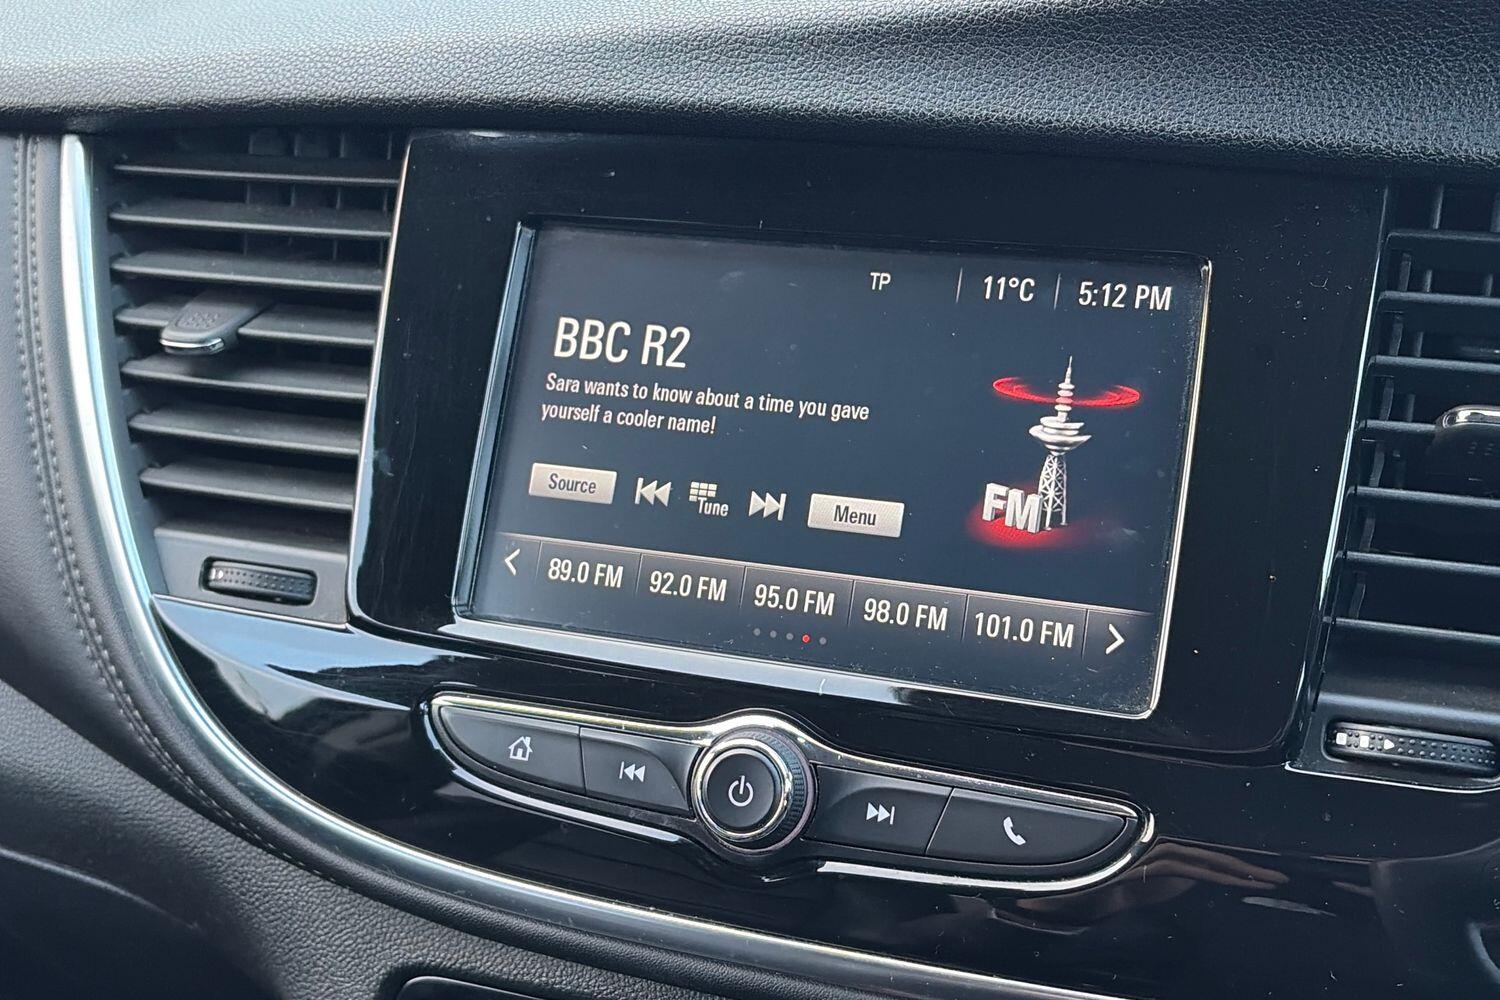 TP 11°C 5:12 PM
BBC R2
Sara wants to know about a time you gave
yourself a cooler name!
Source Tune Menu
FM
89.0 FM 92.0 FM 95.0 FM 98.0 FM 101.0 FM